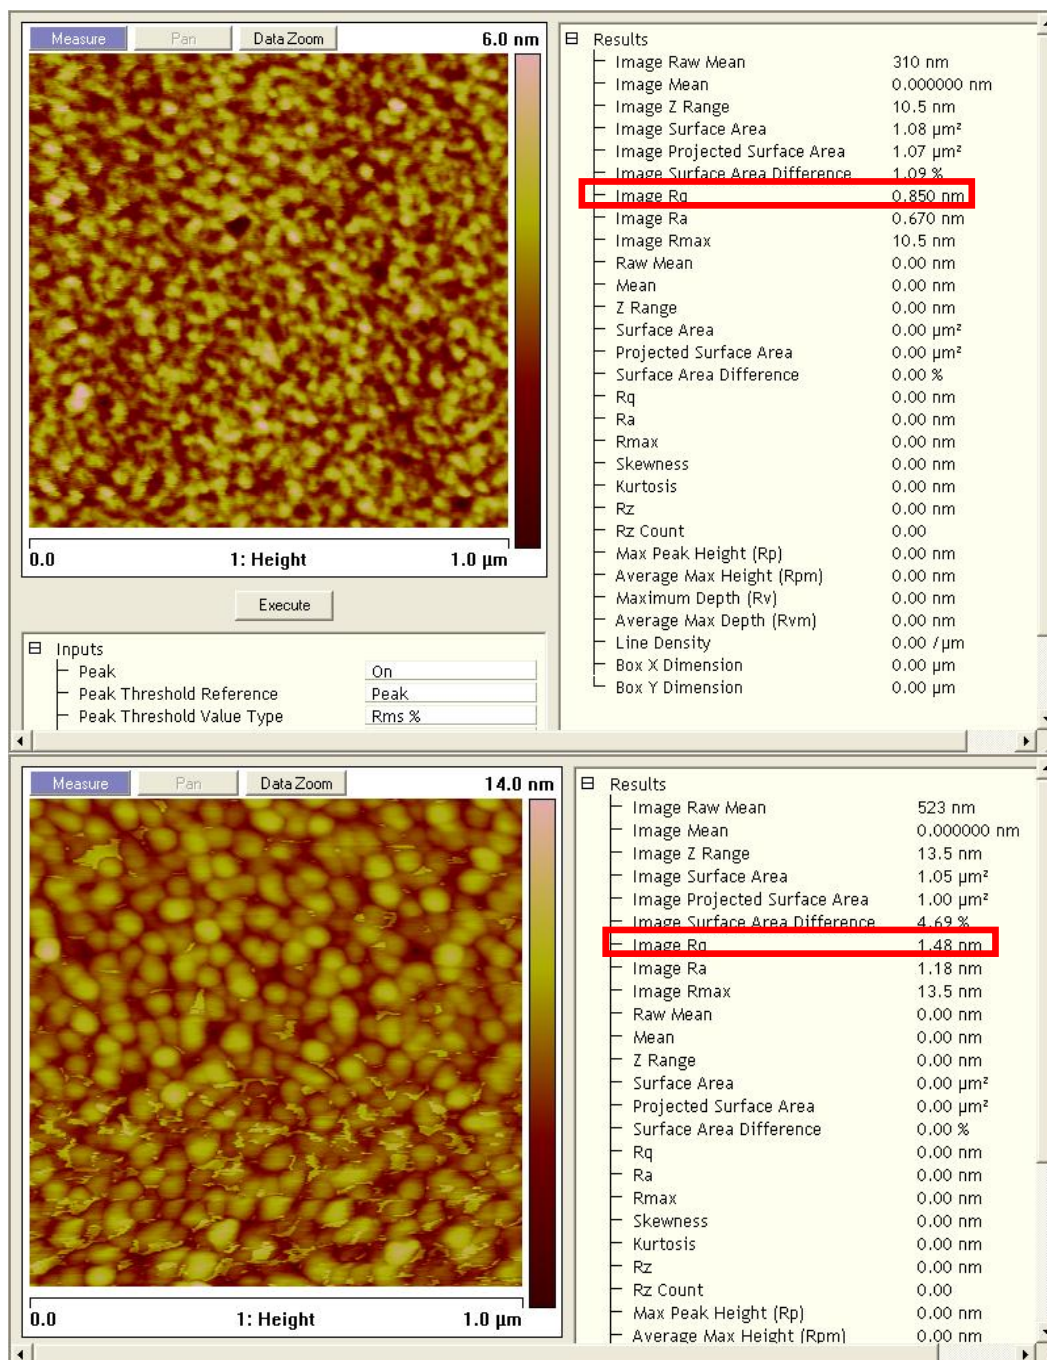 Measure Pan Data Zoom 6.0 nm
0.0 1: Height 1.0 µm
Execute
Inputs
Peak On
Peak Threshold Reference Peak
Peak Threshold Value Type Rms %
Results
Image Raw Mean 310 nm
Image Mean 0.000000 nm
Image Z Range 10.5 nm
Image Surface Area 1.08 µm²
Image Projected Surface Area 1.07 µm²
Image Surface Area Difference 1.09 %
Image Rq 0.850 nm
Image Ra 0.670 nm
Image Rmax 10.5 nm
Raw Mean 0.00 nm
Mean 0.00 nm
Z Range 0.00 nm
Surface Area 0.00 µm²
Projected Surface Area 0.00 µm²
Surface Area Difference 0.00 %
Rq 0.00 nm
Ra 0.00 nm
Rmax 0.00 nm
Skewness 0.00 nm
Kurtosis 0.00 nm
Rz 0.00 nm
Rz Count 0.00
Max Peak Height (Rp) 0.00 nm
Average Max Height (Rpm) 0.00 nm
Maximum Depth (Rv) 0.00 nm
Average Max Depth (Rvm) 0.00 nm
Line Density 0.00 /µm
Box X Dimension 0.00 µm
Box Y Dimension 0.00 µm
Measure Pan Data Zoom 14.0 nm
0.0 1: Height 1.0 µm
Results
Image Raw Mean 523 nm
Image Mean 0.000000 nm
Image Z Range 13.5 nm
Image Surface Area 1.05 µm²
Image Projected Surface Area 1.00 µm²
Image Surface Area Difference 4.69 %
Image Rq 1.48 nm
Image Ra 1.18 nm
Image Rmax 13.5 nm
Raw Mean 0.00 nm
Mean 0.00 nm
Z Range 0.00 nm
Surface Area 0.00 µm²
Projected Surface Area 0.00 µm²
Surface Area Difference 0.00 %
Rq 0.00 nm
Ra 0.00 nm
Rmax 0.00 nm
Skewness 0.00 nm
Kurtosis 0.00 nm
Rz 0.00 nm
Rz Count 0.00
Max Peak Height (Rp) 0.00 nm
Average Max Height (Rpm) 0.00 nm